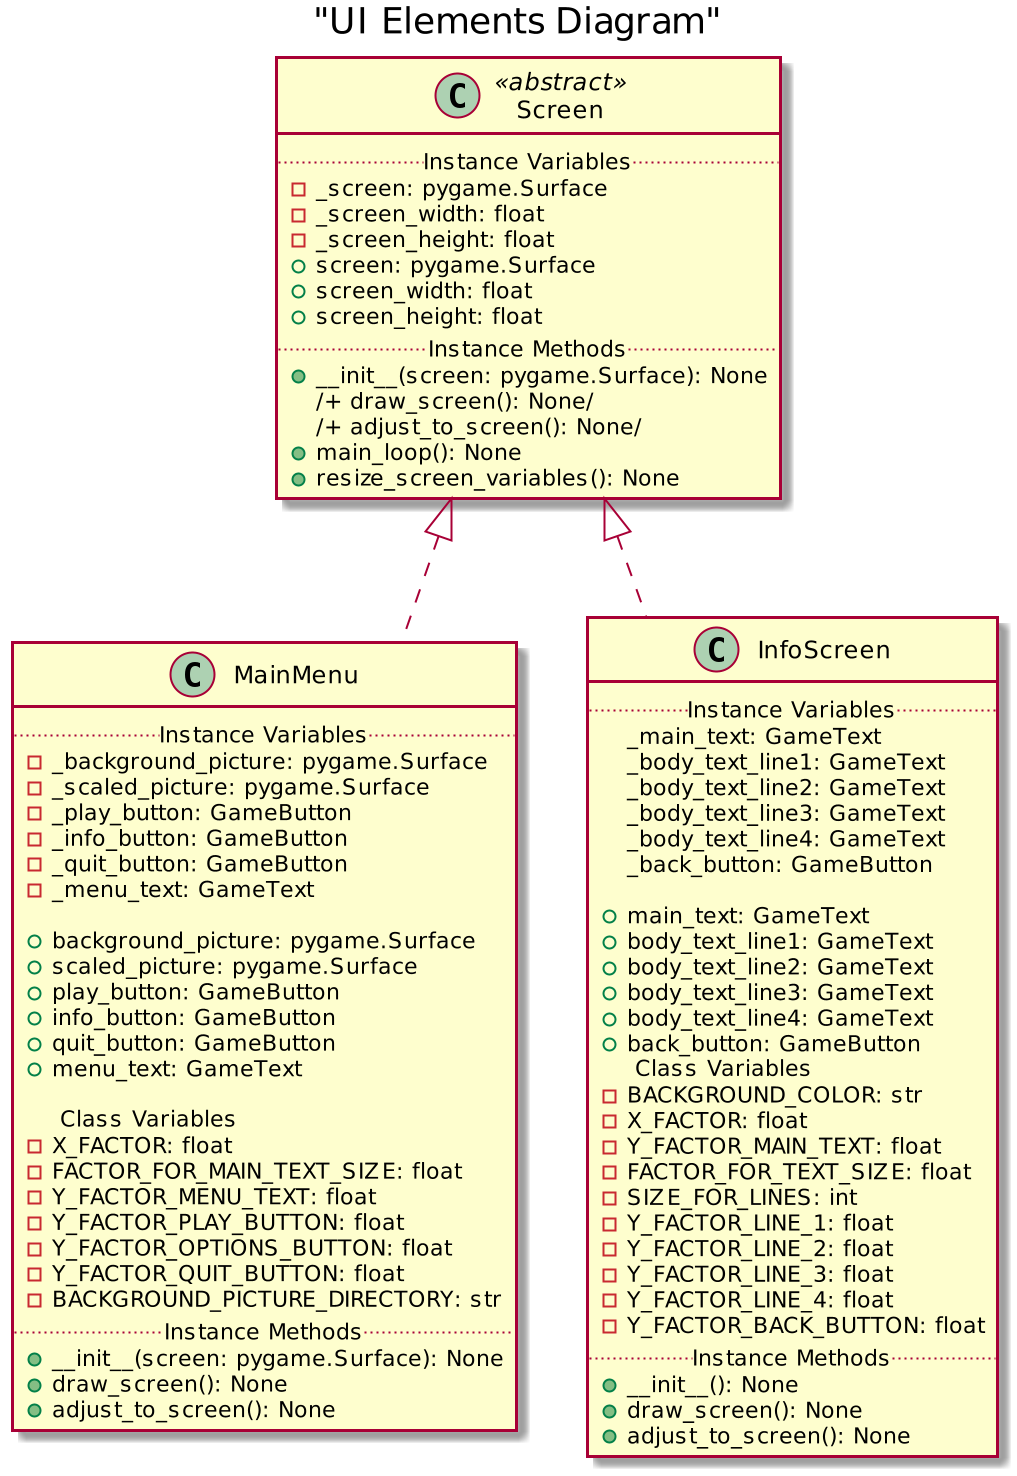 "UI Elements Diagram"
C
«abstract»
Screen
Instance Variables
_screen: pygame.Surface
_screen_width: float
_screen_height: float
screen: pygame.Surface
screen_width: float
screen_height: float
Instance Methods
__init__(screen: pygame.Surface): None
/+ draw_screen(): None/
/+ adjust_to_screen(): None/
main_loop(): None
resize_screen_variables(): None
C MainMenu
Instance Variables
_background_picture: pygame.Surface
_scaled_picture: pygame.Surface
_play_button: GameButton
_info_button: GameButton
_quit_button: GameButton
_menu_text: GameText
background_picture: pygame.Surface
scaled_picture: pygame.Surface
play_button: GameButton
info_button: GameButton
quit_button: GameButton
menu_text: GameText
Class Variables
X_FACTOR: float
FACTOR_FOR_MAIN_TEXT_SIZE: float
Y_FACTOR_MENU_TEXT: float
Y_FACTOR_PLAY_BUTTON: float
Y_FACTOR_OPTIONS_BUTTON: float
Y_FACTOR_QUIT_BUTTON: float
BACKGROUND_PICTURE_DIRECTORY: str
Instance Methods
__init__(screen: pygame.Surface): None
draw_screen(): None
adjust_to_screen(): None
C InfoScreen
Instance Variables
_main_text: GameText
_body_text_line1: GameText
_body_text_line2: GameText
_body_text_line3: GameText
_body_text_line4: GameText
_back_button: GameButton
main_text: GameText
body_text_line1: GameText
body_text_line2: GameText
body_text_line3: GameText
body_text_line4: GameText
back_button: GameButton
Class Variables
BACKGROUND_COLOR: str
X_FACTOR: float
Y_FACTOR_MAIN_TEXT: float
FACTOR_FOR_TEXT_SIZE: float
SIZE_FOR_LINES: int
Y_FACTOR_LINE_1: float
Y_FACTOR_LINE_2: float
Y_FACTOR_LINE_3: float
Y_FACTOR_LINE_4: float
Y_FACTOR_BACK_BUTTON: float
Instance Methods
__init__(): None
draw_screen(): None
adjust_to_screen(): None